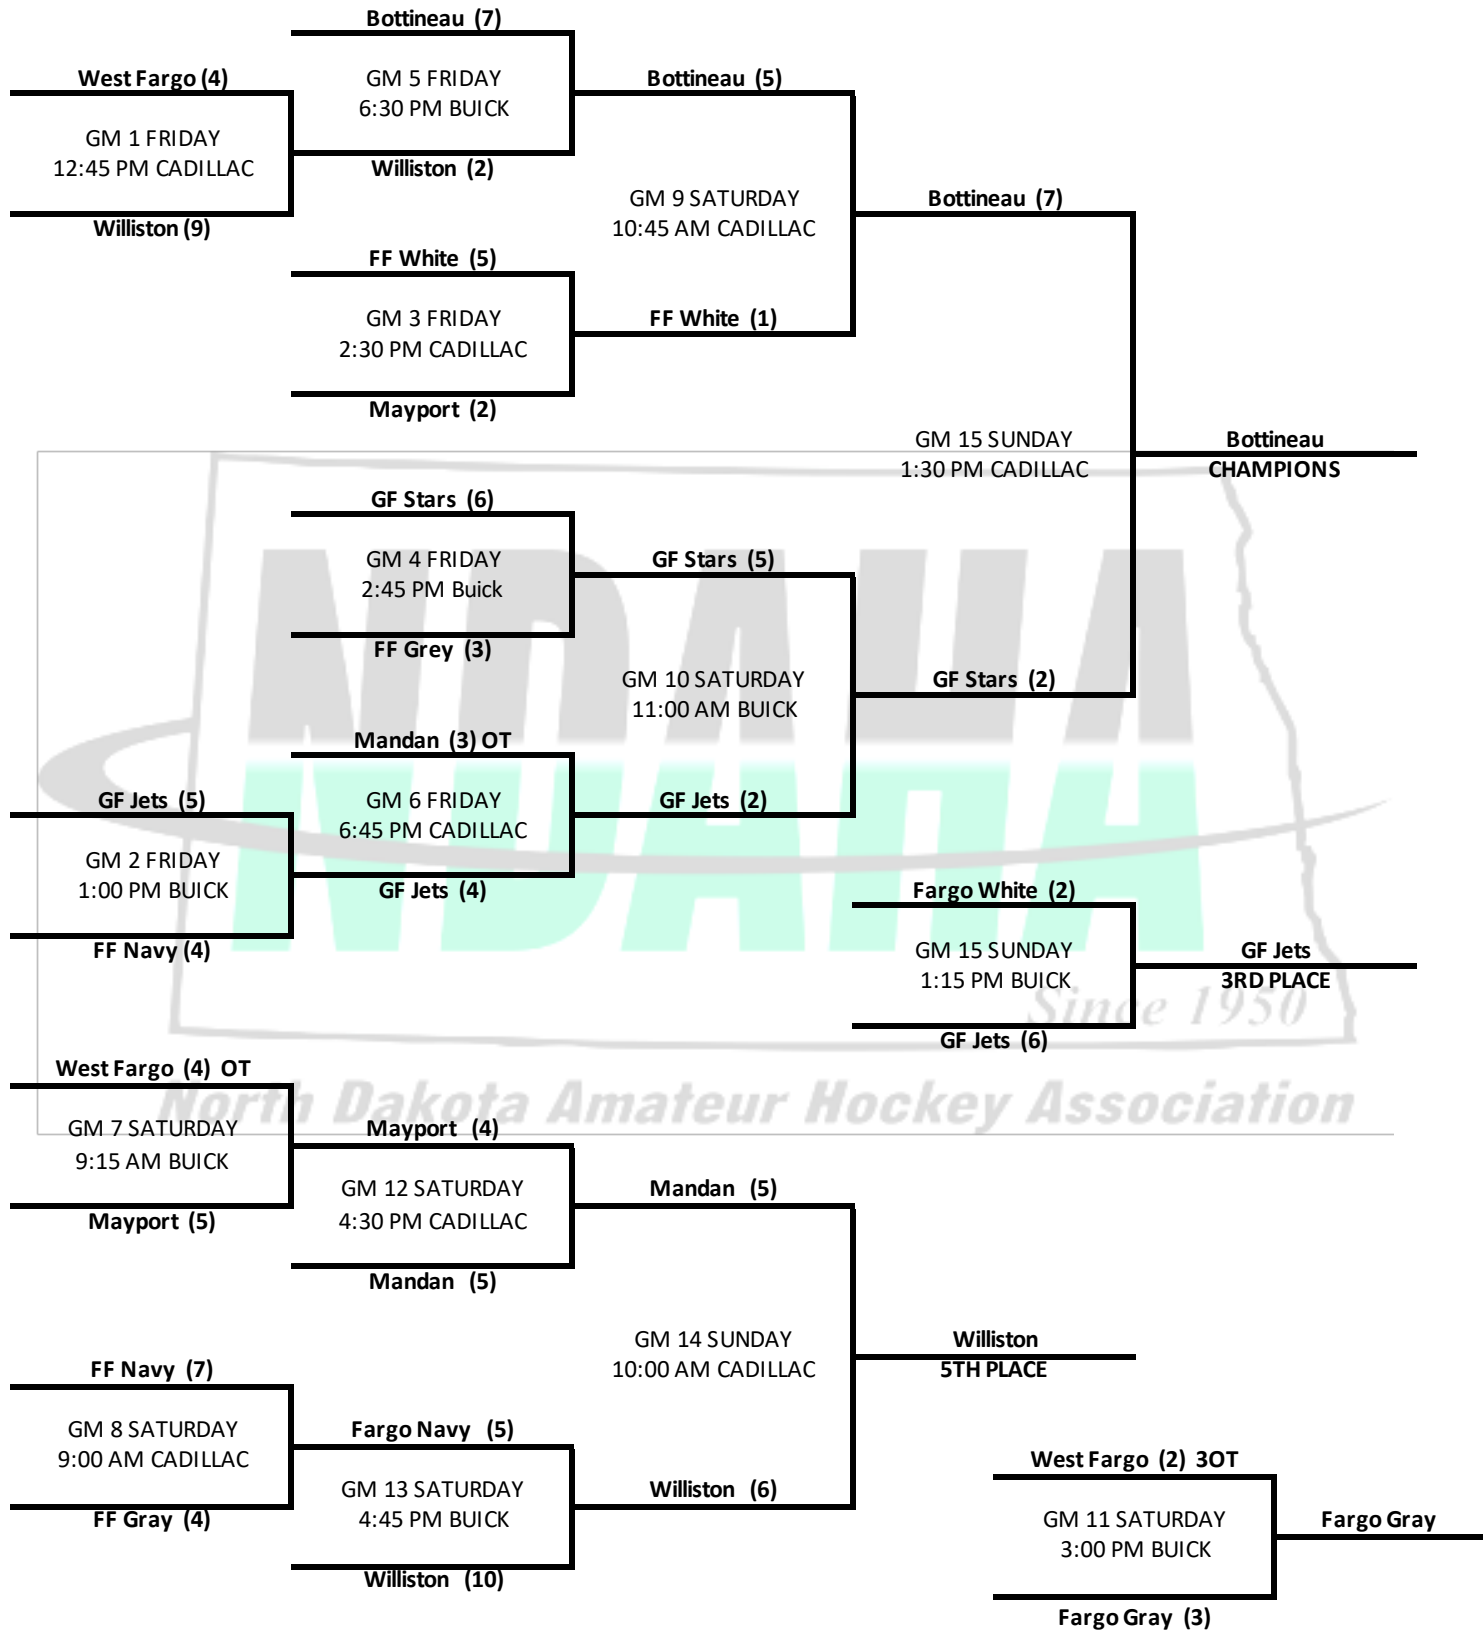 Bottineau (7)
West Fargo (4)
GM 5 FRIDAY
6:30 PM BUICK
Bottineau (5)
GM 1 FRIDAY
12:45 PM CADILLAC
Williston (2)
Williston (9)
GM 9 SATURDAY
10:45 AM CADILLAC
Bottineau (7)
FF White (5)
GM 3 FRIDAY
2:30 PM CADILLAC
FF White (1)
Mayport (2)
GM 15 SUNDAY
1:30 PM CADILLAC
Bottineau
CHAMPIONS
GF Stars (6)
GM 4 FRIDAY
2:45 PM Buick
GF Stars (5)
FF Grey (3)
GM 10 SATURDAY
11:00 AM BUICK
GF Stars (2)
NDAHA
Mandan (3) OT
GF Jets (5)
GM 6 FRIDAY
6:45 PM CADILLAC
GF Jets (2)
GM 2 FRIDAY
1:00 PM BUICK
GF Jets (4)
NDAHA
Fargo White (2)
FF Navy (4)
GM 15 SUNDAY
1:15 PM BUICK
GF Jets
3RD PLACE
Since 1950
GF Jets (6)
West Fargo (4) OT
North Dakota Amateur Hockey Association
GM 7 SATURDAY
9:15 AM BUICK
Mayport (4)
Mayport (5)
GM 12 SATURDAY
4:30 PM CADILLAC
Mandan (5)
Mandan (5)
GM 14 SUNDAY
10:00 AM CADILLAC
Williston
5TH PLACE
FF Navy (7)
GM 8 SATURDAY
9:00 AM CADILLAC
Fargo Navy (5)
FF Gray (4)
GM 13 SATURDAY
4:45 PM BUICK
Williston (6)
Williston (10)
West Fargo (2) 3OT
GM 11 SATURDAY
3:00 PM BUICK
Fargo Gray
Fargo Gray (3)